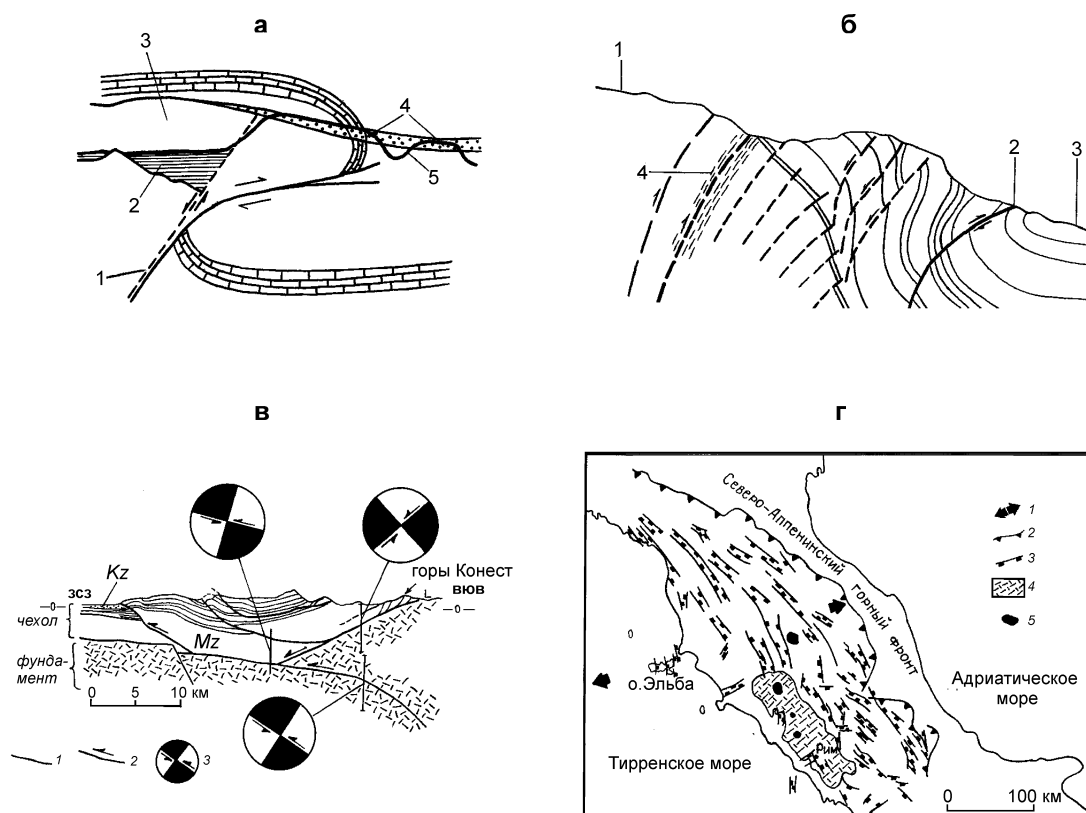 а
3
4
2
5
1
б
1
2
3
4
в
Kz
ЗСЗ
—0—
чехол
Mz
фунда-
мент
горы Конест
ВЮВ
—0—
0 5 10 км
1
2
3
г
Северо-Аппенинский
горный фронт
1
2
3
4
5
о.Эльба
Рим
Адриатическое
море
Тирренское море
0 100 км